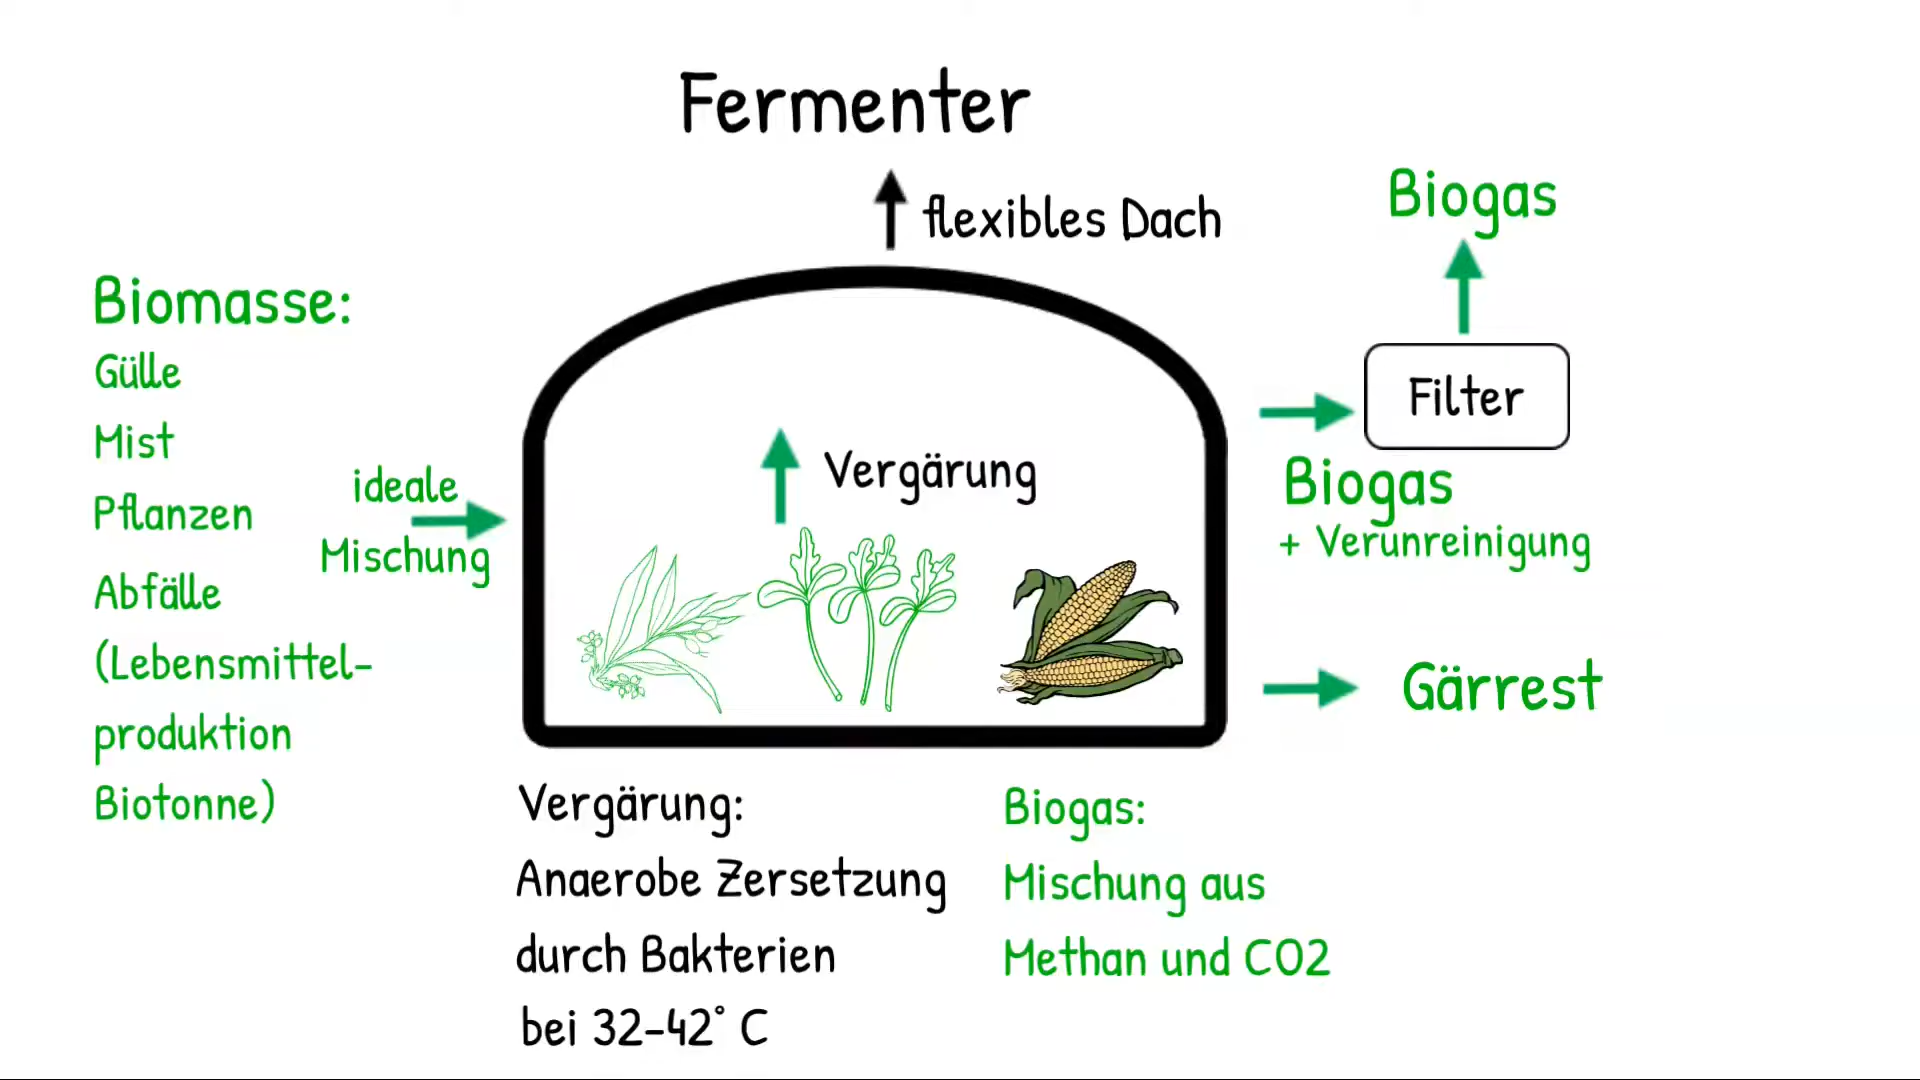 Fermenter
flexibles Dach
Biomasse:
Gülle
Mist
Pflanzen
Abfälle
(Lebensmittel-
produktion
Biotonne)
ideale
Mischung
Vergärung
Biogas
Filter
Biogas
+ Verunreinigung
Gärrest
Vergärung:
Anaerobe Zersetzung
durch Bakterien
bei 32-42° C
Biogas:
Mischung aus
Methan und CO2